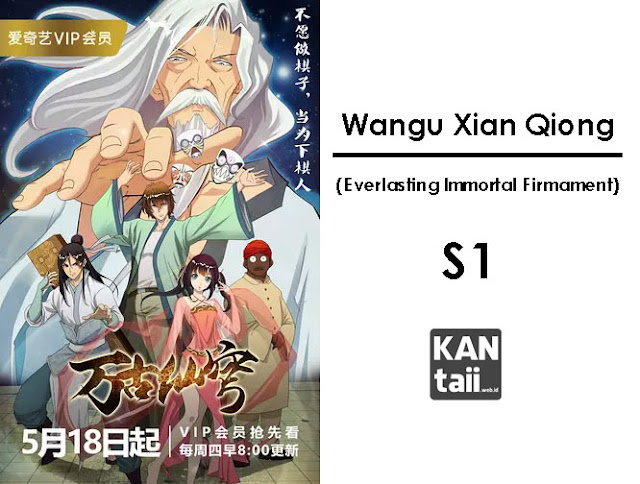 爱奇艺VIP会员
不愿做棋子，当为下棋人
万古仙穹
5月18日起
VIP会员抢先看
每周四早8:00更新
Wangu Xian Qiong
(Everlasting Immortal Firmament)
S1
KAN
taii
.web.id